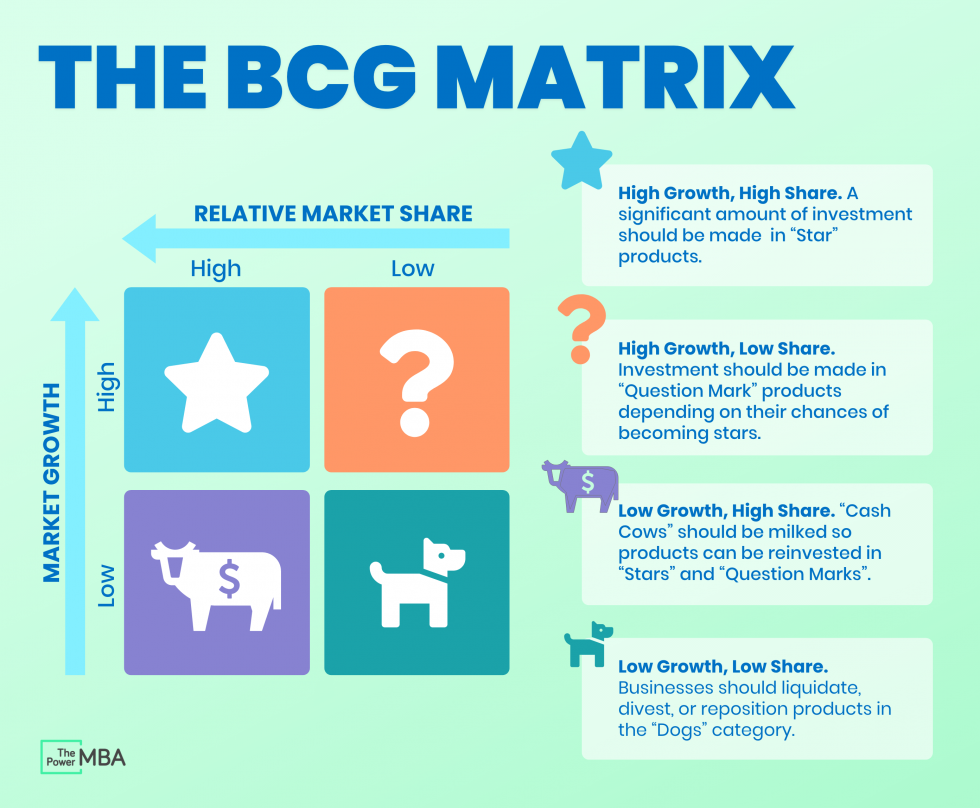 THE BCG MATRIX
RELATIVE MARKET SHARE
High
Low
MARKET GROWTH
High
Low
$
High Growth, High Share. A
significant amount of investment
should be made in “Star”
products.
?
High Growth, Low Share.
Investment should be made in
“Question Mark” products
depending on their chances of
becoming stars.
$
Low Growth, High Share. “Cash
Cows” should be milked so
products can be reinvested in
“Stars” and “Question Marks”.
Low Growth, Low Share.
Businesses should liquidate,
divest, or reposition products in
the “Dogs” category.
?
The
Power MBA